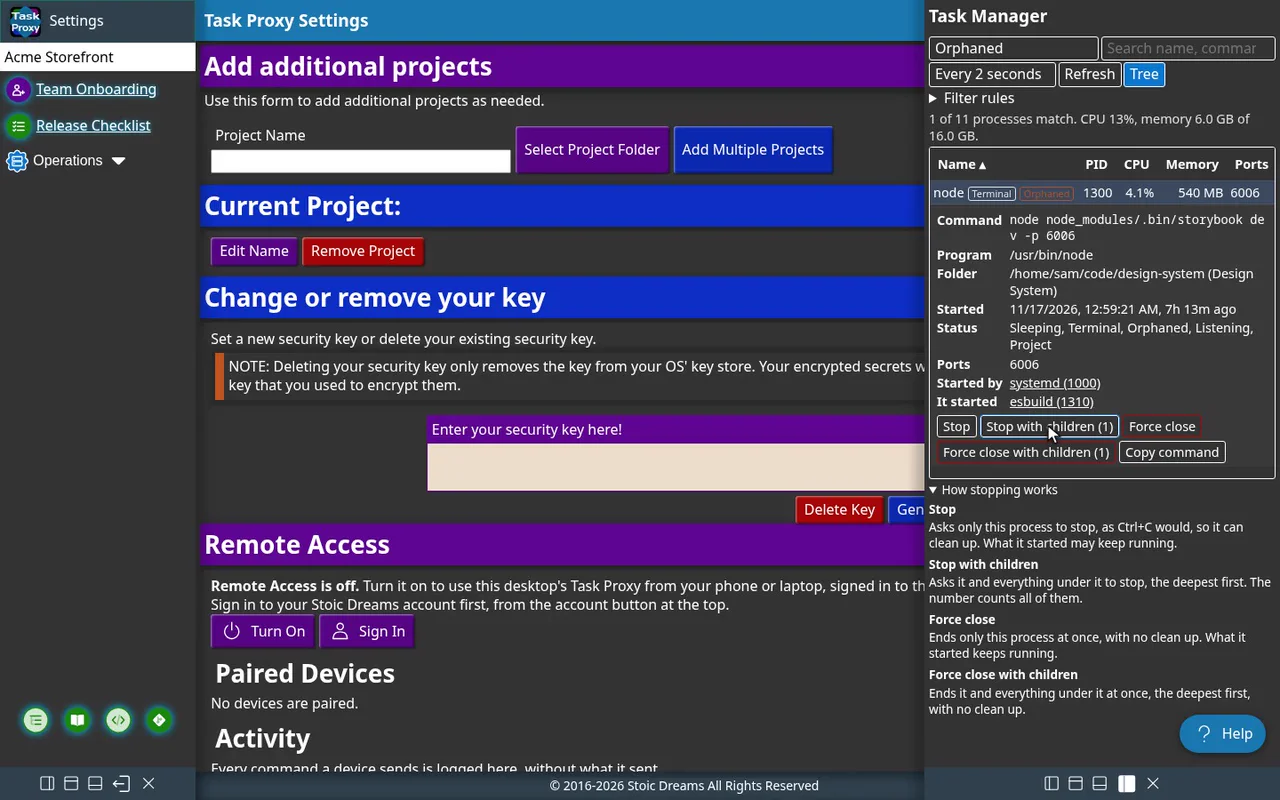 Task Proxy
Settings
Acme Storefront
Team Onboarding
Release Checklist
Operations
Task Proxy Settings
Add additional projects
Use this form to add additional projects as needed.
Project Name
Select Project Folder
Add Multiple Projects
Current Project:
Edit Name
Remove Project
Change or remove your key
Set a new security key or delete your existing security key.
NOTE: Deleting your security key only removes the key from your OS' key store. Your encrypted secrets w
key that you used to encrypt them.
Enter your security key here!
Delete Key
Gen
Remote Access
Remote Access is off. Turn it on to use this desktop's Task Proxy from your phone or laptop, signed in to th
Sign in to your Stoic Dreams account first, from the account button at the top.
Turn On
Sign In
Paired Devices
No devices are paired.
Activity
Every command a device sends is logged here, without what it sent.
© 2016-2026 Stoic Dreams All Rights Reserved
Task Manager
Orphaned
Search name, commar
Every 2 seconds
Refresh
Tree
Filter rules
1 of 11 processes match. CPU 13%, memory 6.0 GB of
16.0 GB.
Name PID CPU Memory Ports
node Terminal Orphaned 1300 4.1% 540 MB 6006
Command node node_modules/.bin/storybook de
v -p 6006
Program /usr/bin/node
Folder /home/sam/code/design-system (Design
System)
Started 11/17/2026, 12:59:21 AM, 7h 13m ago
Status Sleeping, Terminal, Orphaned, Listening,
Project
Ports 6006
Started by systemd (1000)
It started esbuild (1310)
Stop
Stop with children (1)
Force close
Force close with children (1)
Copy command
How stopping works
Stop
Asks only this process to stop, as Ctrl+C would, so it can
clean up. What it started may keep running.
Stop with children
Asks it and everything under it to stop, the deepest first. The
number counts all of them.
Force close
Ends only this process at once, with no clean up. What it
started keeps running.
Force close with children
Ends it and everything under it at once, the deepest first,
with no clean up.
Help